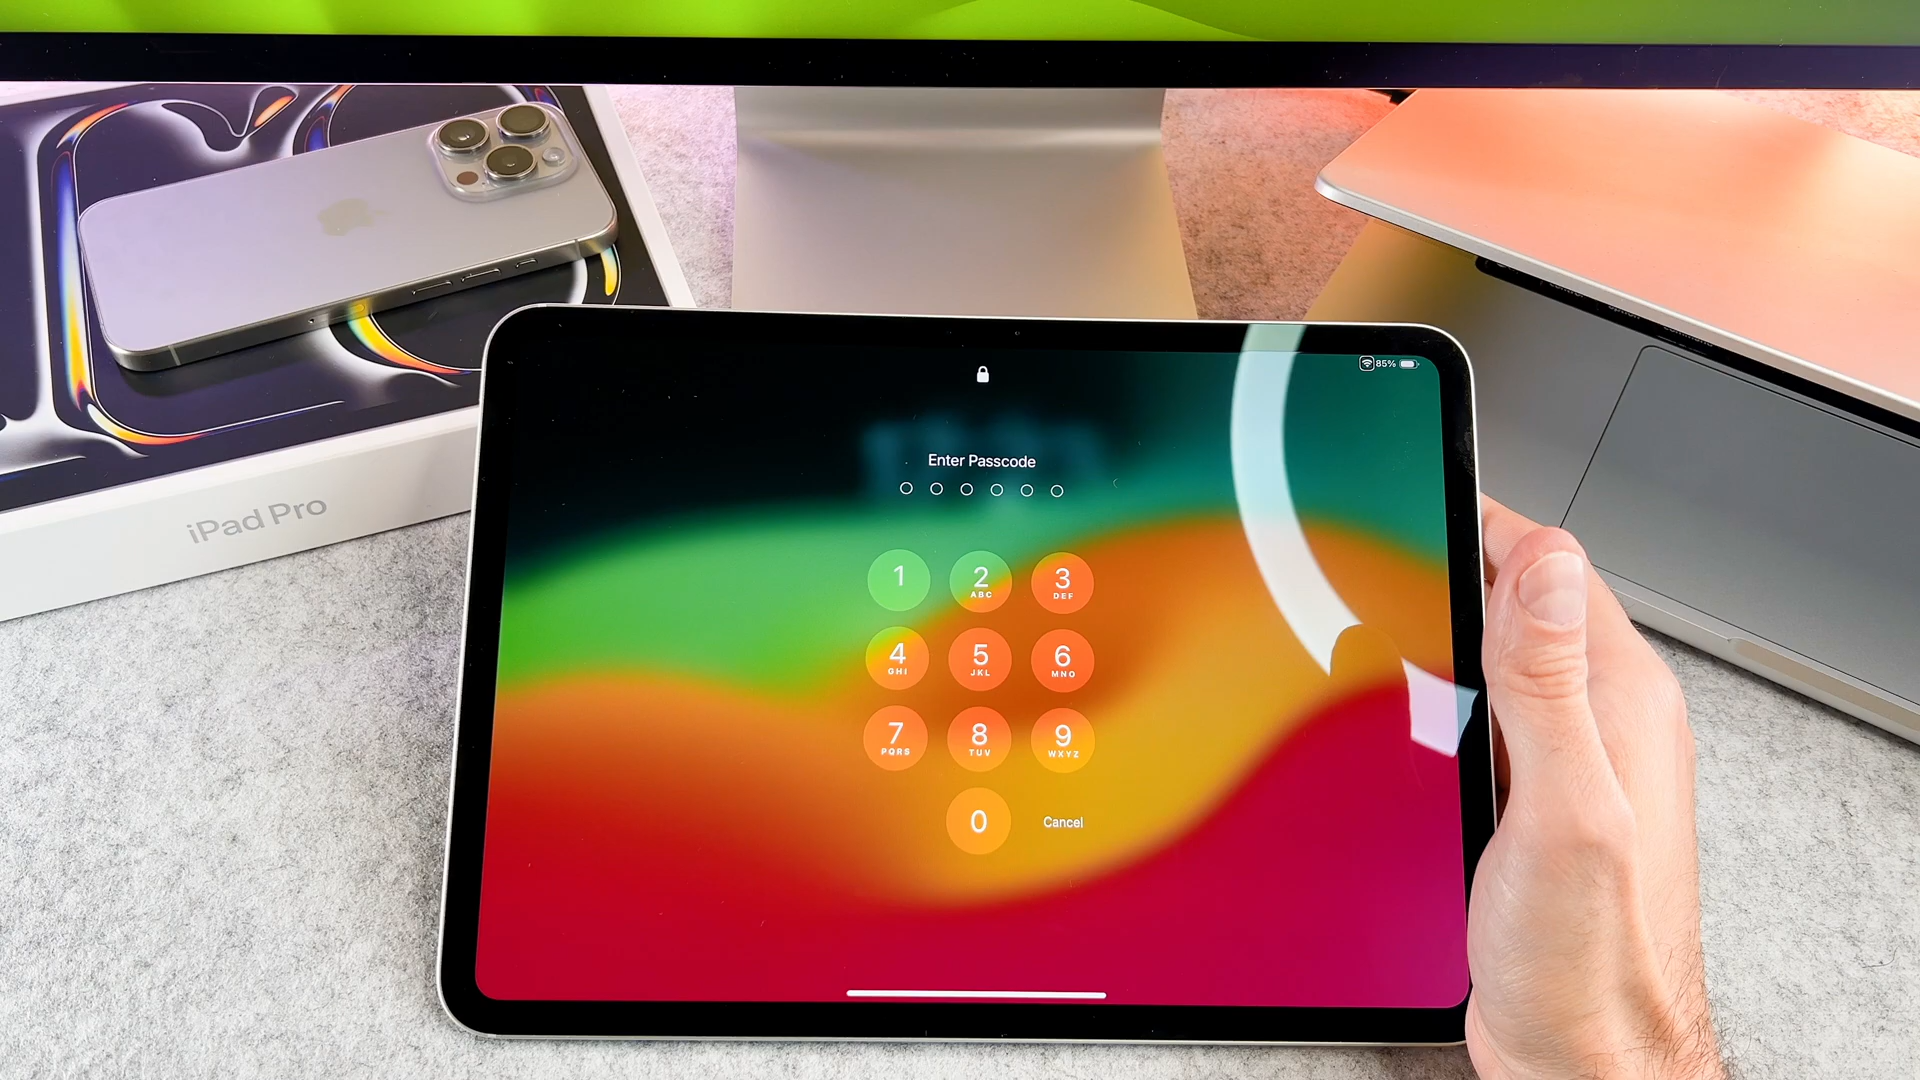 iPad Pro
85%
Enter Passcode
1
2
ABC
3
DEF
4
GHI
5
JKL
6
MNO
7
PQRS
8
TUV
9
WXYZ
0
Cancel